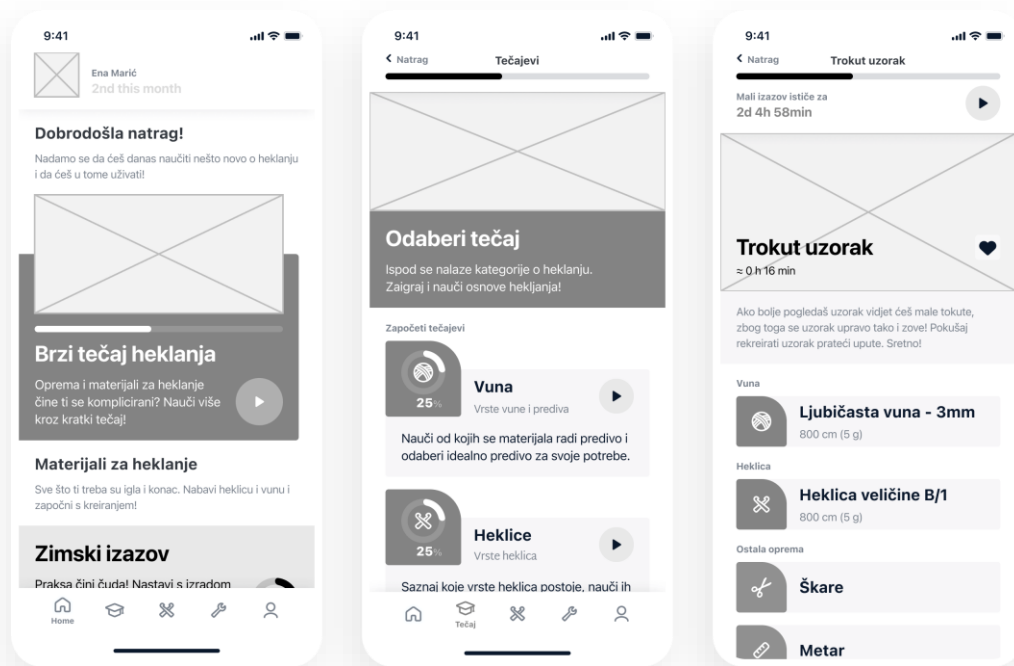 9:41
Ena Marić
2nd this month
Dobrodošla natrag!
Nadamo se da ćeš danas naučiti nešto novo o heklanju
i da ćeš u tome uživati!
Brzi tečaj heklanja
Oprema i materijali za heklanje
čine ti se komplicirani? Nauči više
kroz kratki tečaj!
Materijali za heklanje
Sve što ti treba su igla i konac. Nabavi heklicu i vunu i
započni s kreiranjem!
Zimski izazov
Praksa čini čuda! Nastavi s izradom
Home
9:41
Natrag
Tečajevi
Odaberi tečaj
Ispod se nalaze kategorije o heklanju.
Zaigraj i nauči osnove hekljanja!
Započeti tečajevi
25%
Vuna
Vrste vune i prediva
Nauči od kojih se materijala radi predivo i
odaberi idealno predivo za svoje potrebe.
25%
Heklice
Vrste heklica
Saznaj koje vrste heklica postoje, nauči ih
Tečaj
9:41
Natrag
Trokut uzorak
Mali izazov ističe za
2d 4h 58min
Trokut uzorak
≈ 0 h 16 min
Ako bolje pogledaš uzorak vidjet ćeš male tokute,
zbog toga se uzorak upravo tako i zove! Pokušaj
rekreirati uzorak prateći upute. Sretno!
Vuna
Ljubičasta vuna - 3mm
800 cm (5 g)
Heklica
Heklica veličine B/1
800 cm (5 g)
Ostala oprema
Škare
Metar